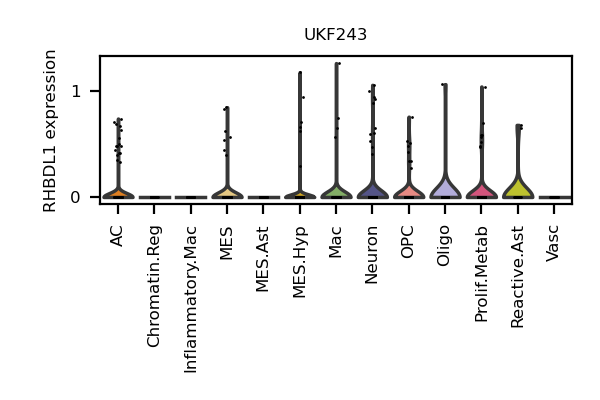 UKF243
RHBDL1 expression
1
0
AC
Chromatin.Reg
Inflammatory.Mac
MES
MES.Ast
MES.Hyp
Mac
Neuron
OPC
Oligo
Prolif.Metab
Reactive.Ast
Vasc